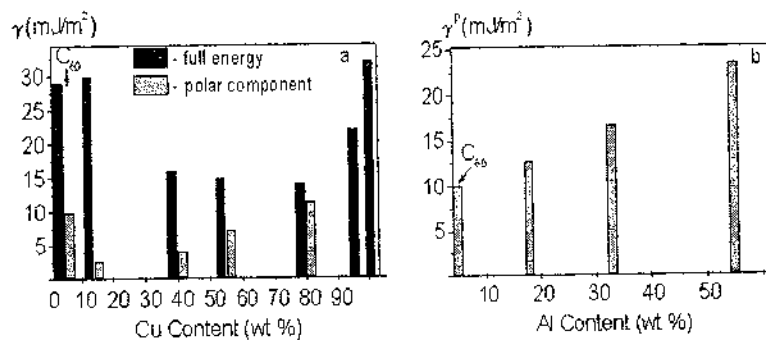 γ(mJ/m²)
a
C₆₀
- full energy
- polar component
30
25
20
15
10
5
0 10 20 30 40 50 60 70 80 90
Cu Content (wt %)
γᵖ(mJ/m²)
b
25
20
15
10
5
C₆₀
10 20 30 40 50
Al Content (wt %)